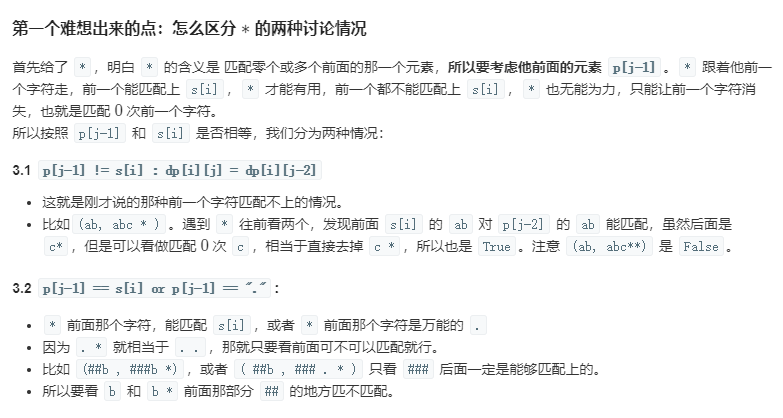 第一个难想出来的点：怎么区分 * 的两种讨论情况
首先给了 * ，明白 * 的含义是 匹配零个或多个前面的那一个元素，所以要考虑他前面的元素 p[j-1] 。 * 跟着他前一
个字符走，前一个能匹配上 s[i] ， * 才能有用，前一个都不能匹配上 s[i] ， * 也无能为力，只能让前一个字符消
失，也就是匹配 0 次前一个字符。
所以按照 p[j-1] 和 s[i] 是否相等，我们分为两种情况：
3.1 p[j-1] != s[i] : dp[i][j] = dp[i][j-2]
• 这就是刚才说的那种前一个字符匹配不上的情况。
• 比如 (ab, abc * ) 。遇到 * 往前看两个，发现前面 s[i] 的 ab 对 p[j-2] 的 ab 能匹配，虽然后面是
c* ，但是可以看做匹配 0 次 c ，相当于直接去掉 c * ，所以也是 True 。注意 (ab, abc**) 是 False 。
3.2 p[j-1] == s[i] or p[j-1] == "." :
• * 前面那个字符，能匹配 s[i] ，或者 * 前面那个字符是万能的 .
• 因为 . * 就相当于 . . ，那就只要看前面可不可以匹配就行。
• 比如 (##b , ###b *) ，或者 ( ##b , ### . * ) 只看 ### 后面一定是能够匹配上的。
• 所以要看 b 和 b * 前面那部分 ## 的地方匹不匹配。